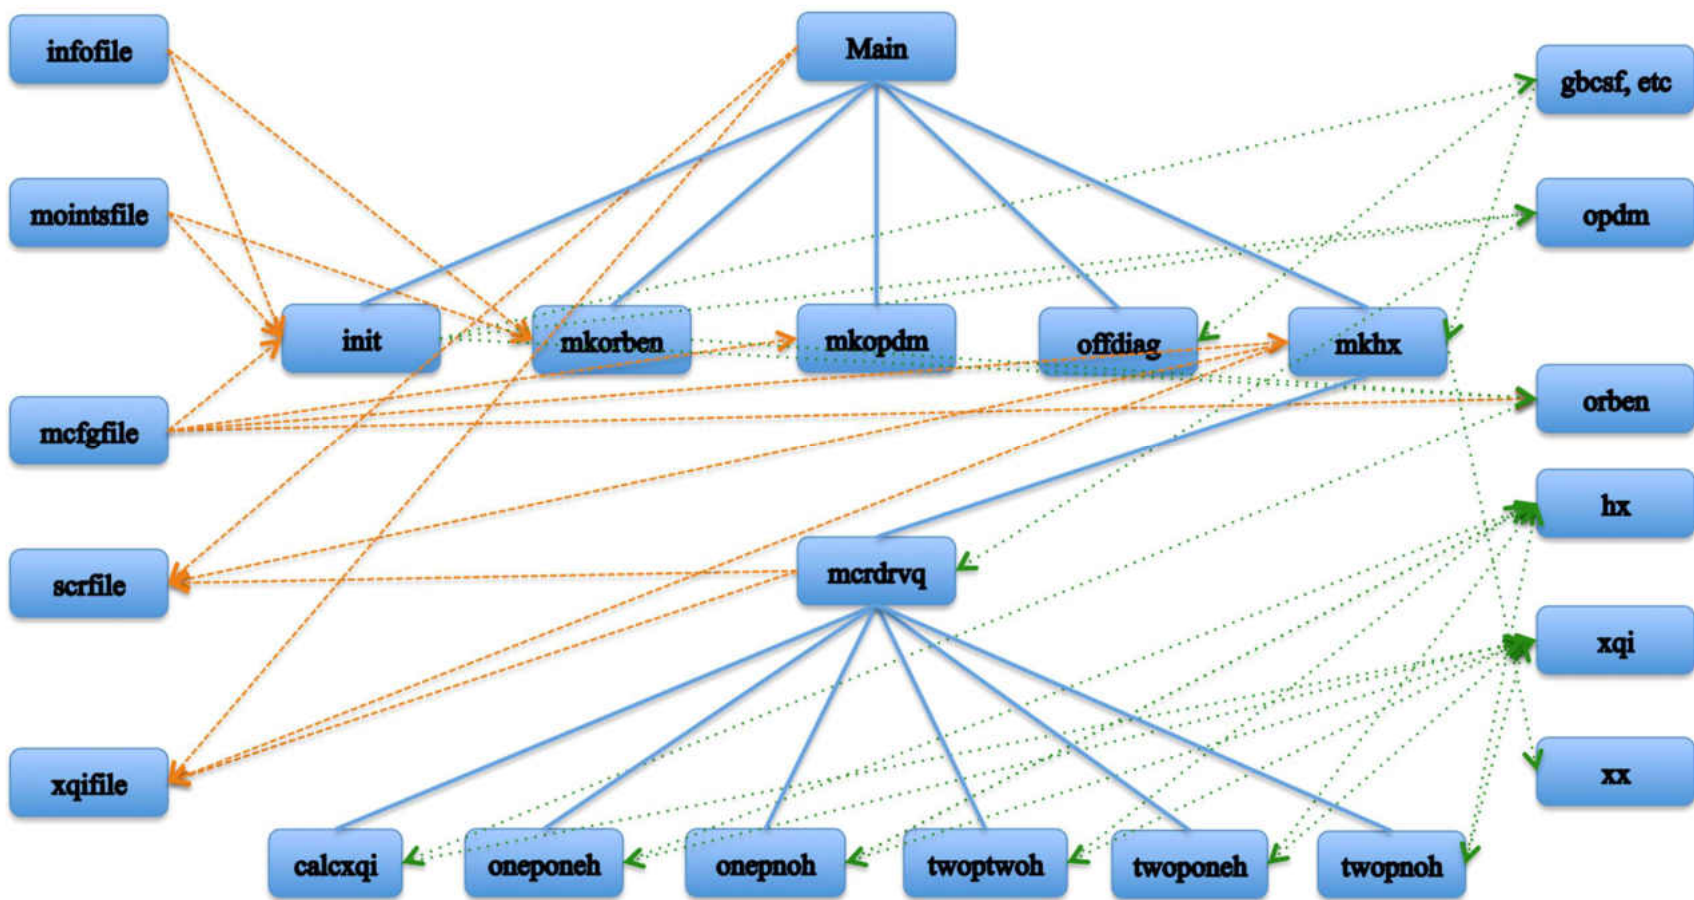 infofile
Main
gbcsf, etc
mointsfile
opdm
init
mkorben
mkopdm
offdiag
mkhx
mcfgfile
orben
hx
scrfile
mcrdrvq
xqi
xqifile
xx
calcxqi
oneponeh
onepnoh
twoptwoh
twoponeh
twopnoh